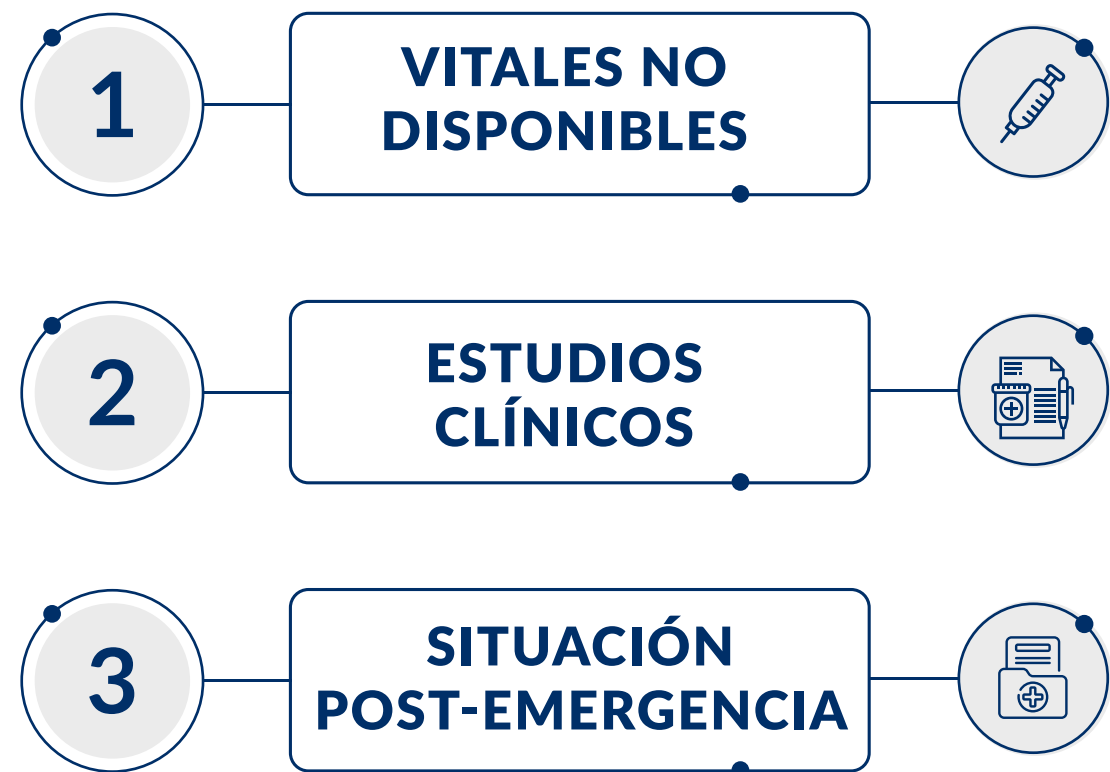 1
VITALES NO
DISPONIBLES
2
ESTUDIOS
CLÍNICOS
3
SITUACIÓN
POST-EMERGENCIA